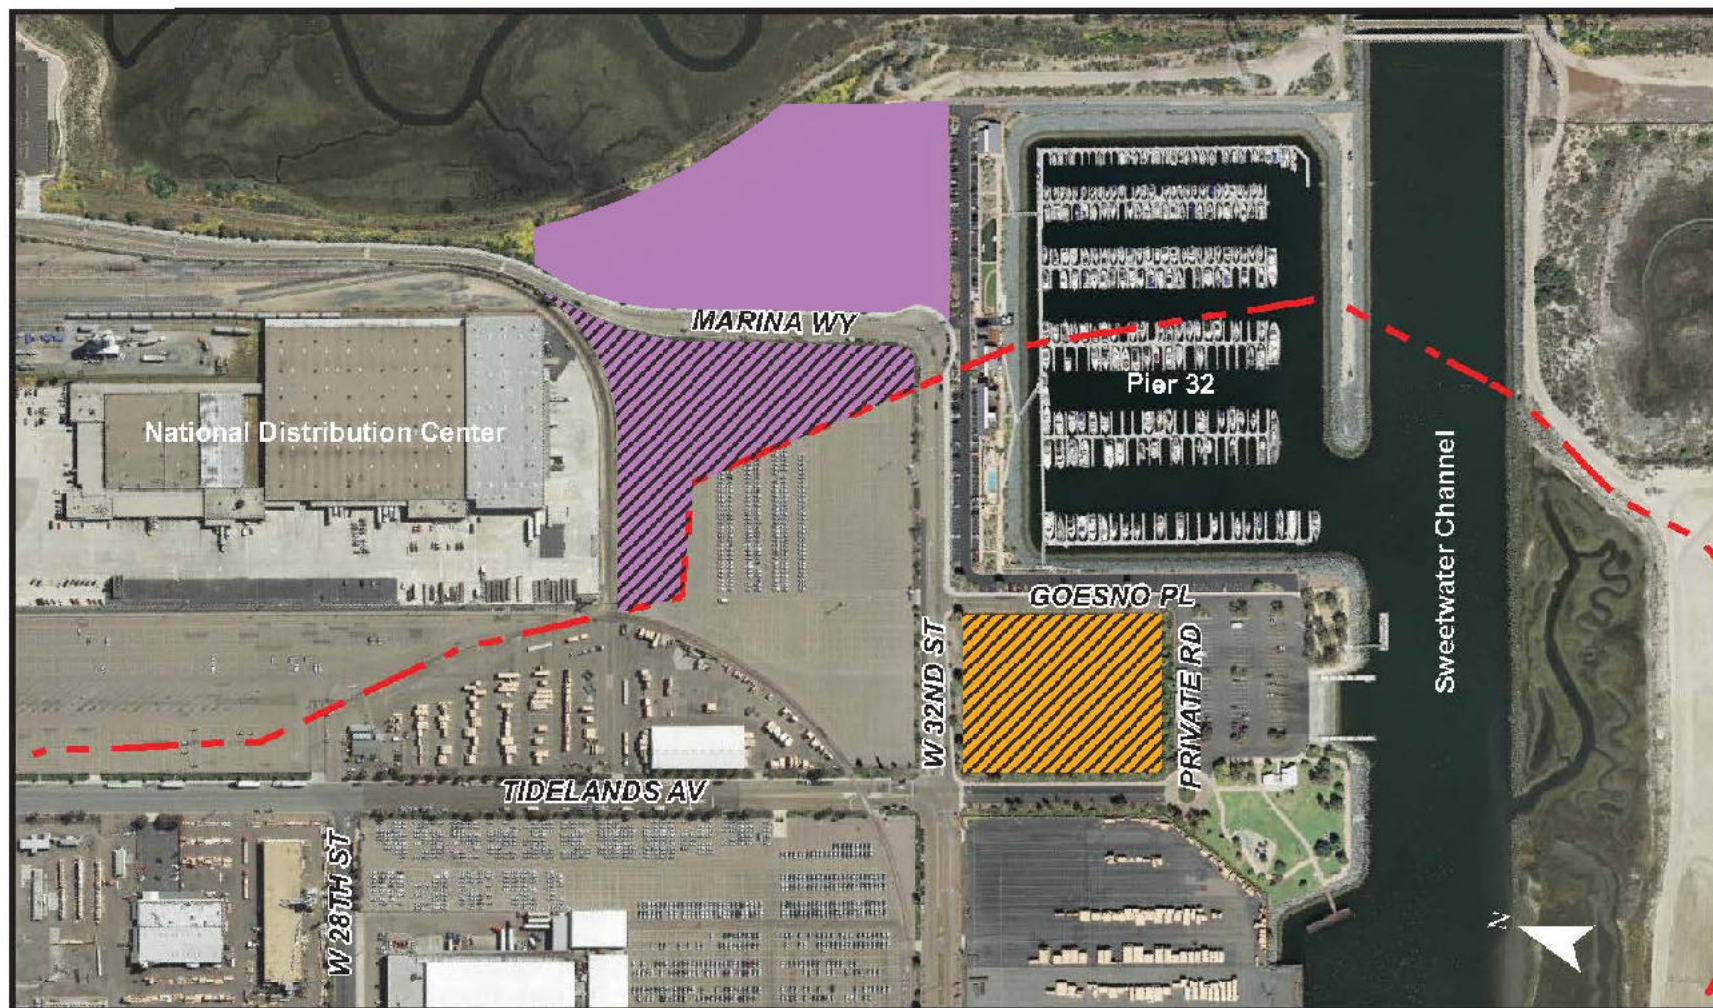 MARINA WY
Pier 32
National Distribution Center
Sweetwater Channel
GOESNO PL
W 32ND ST
PRIVATE RD
TIDELANDS AV
W 28TH ST
N